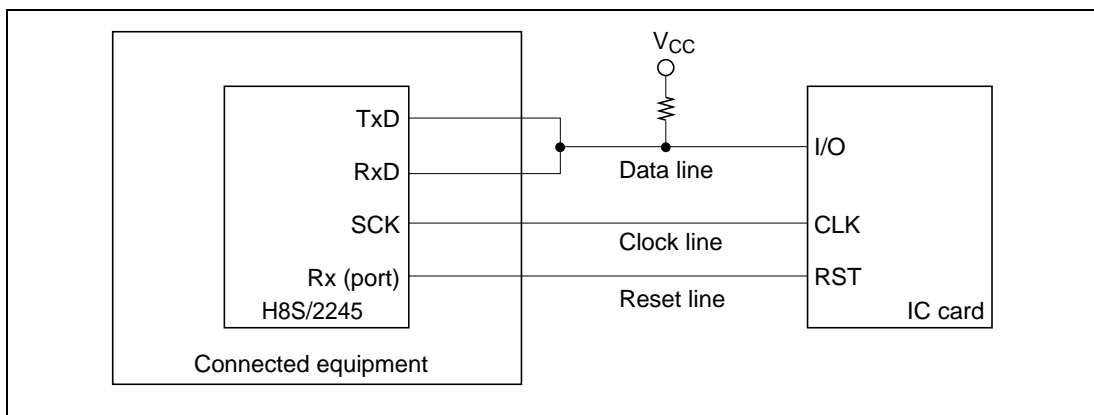 VCC
TxD
I/O
RxD
Data line
SCK
CLK
Clock line
Rx (port)
RST
H8S/2245
Reset line
IC card
Connected equipment